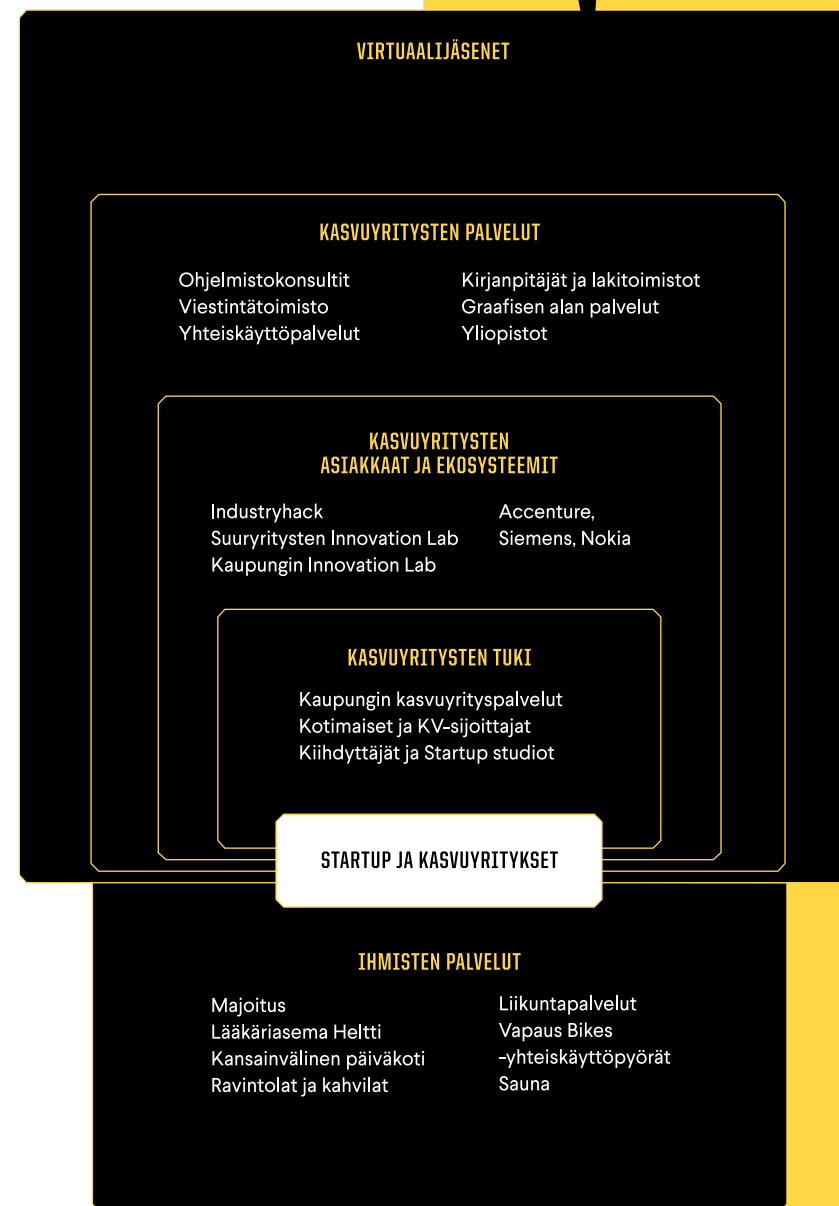 VIRTUAALIJÄSENET
KASVUYRITYSTEN PALVELUT
Ohjelmistokonsultit
Viestintätoimisto
Yhteiskäyttöpalvelut
Kirjanpitäjät ja lakitoimistot
Graafisen alan palvelut
Yliopistot
KASVUYRITYSTEN
ASIAKKAAT JA EKOSYSTEEMIT
Industryhack
Suuryritysten Innovation Lab
Kaupungin Innovation Lab
Accenture,
Siemens, Nokia
KASVUYRITYSTEN TUKI
Kaupungin kasvuyrityspalvelut
Kotimaiset ja KV-sijoittajat
Kiihdyttäjät ja Startup studiot
STARTUP JA KASVUYRITYKSET
IHMISTEN PALVELUT
Majoitus
Lääkäriasema Heltti
Kansainvälinen päiväkoti
Ravintolat ja kahvilat
Liikuntapalvelut
Vapaus Bikes
-yhteiskäyttöpyörät
Sauna